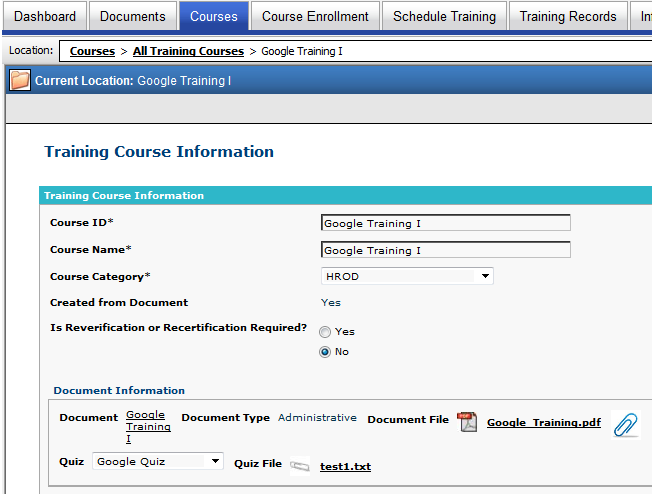 Dashboard Documents Courses Course Enrollment Schedule Training Training Records
Location: Courses > All Training Courses > Google Training I
Current Location: Google Training I
Training Course Information
Training Course Information
Course ID* Google Training I
Course Name* Google Training I
Course Category* HROD
Created from Document Yes
Is Reverification or Recertification Required? Yes
No
Document Information
Document Google Training I Document Type Administrative Document File Google_Training.pdf
Quiz Google Quiz Quiz File test1.txt